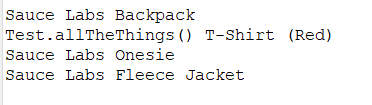 Sauce Labs Backpack
Test.allTheThings() T-Shirt (Red)
Sauce Labs Onesie
Sauce Labs Fleece Jacket